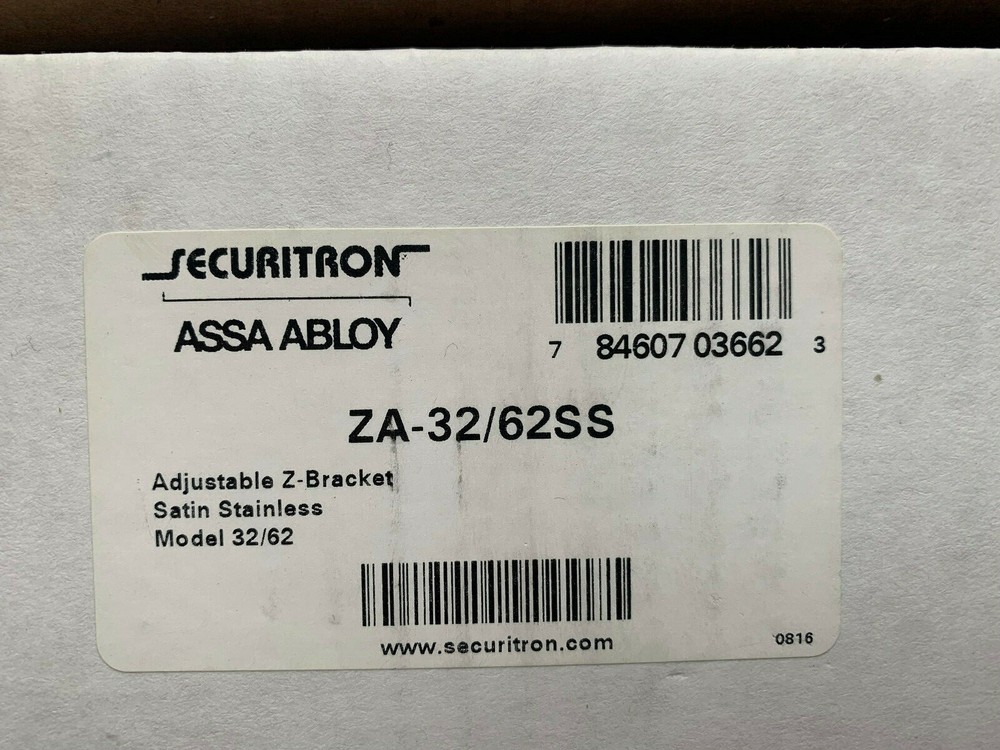 SECURITRON
ASSA ABLOY
7 84607 03662 3
ZA-32/62SS
Adjustable Z-Bracket
Satin Stainless
Model 32/62
www.securitron.com
0816